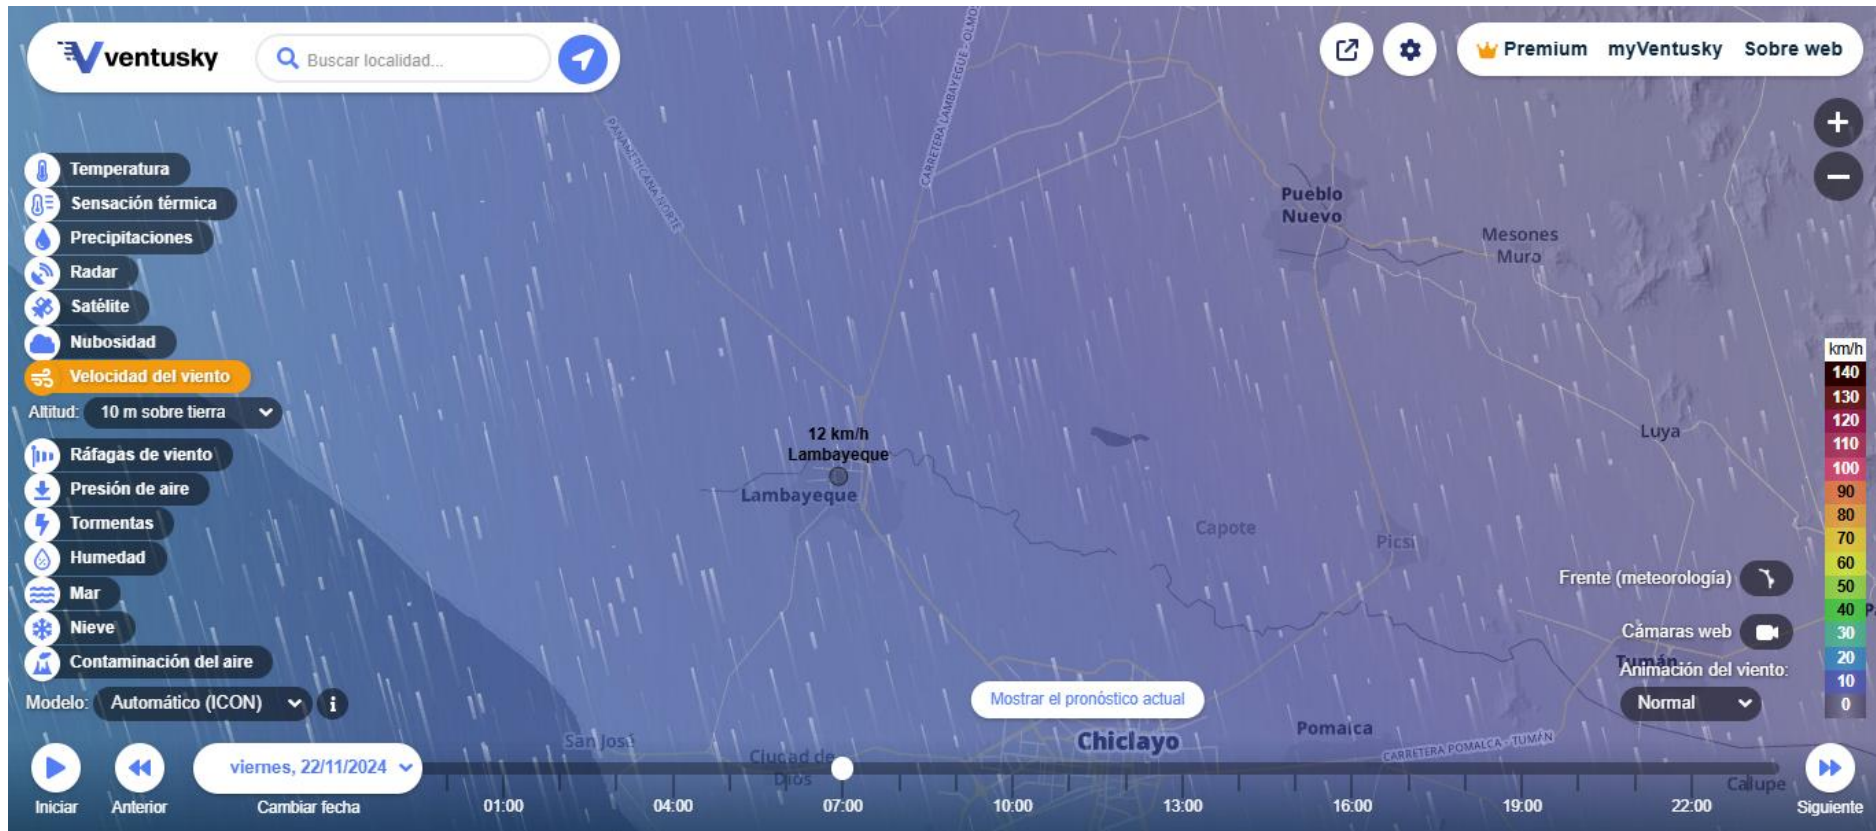 ventusky
Buscar localidad...
Premium
myVentusky
Sobre web
CARRETERA LAMBAYEQUE - OLMO
PANAMERICANA NORTE
Temperatura
Sensación térmica
Precipitaciones
Radar
Satélite
Nubosidad
Velocidad del viento
Altitud:
10 m sobre tierra
Ráfagas de viento
Presión de aire
Tormentas
Humedad
Mar
Nieve
Contaminación del aire
Modelo:
Automático (ICON)
i
Pueblo
Nuevo
Mesones
Muro
12 km/h
Lambayeque
Lambayeque
Luya
Capote
Picsi
km/h
140
130
120
110
100
90
80
70
60
50
40
30
20
10
0
Frente (meteorología)
Cámaras web
Tumán
Animación del viento:
Normal
Mostrar el pronóstico actual
San José
Ciudad de
Dios
Chiclayo
Pomalca
CARRETERA POMALCA - TUMÁN
Calupe
Iniciar
Anterior
viernes, 22/11/2024
Cambiar fecha
01:00
04:00
07:00
10:00
13:00
16:00
19:00
22:00
Siguiente